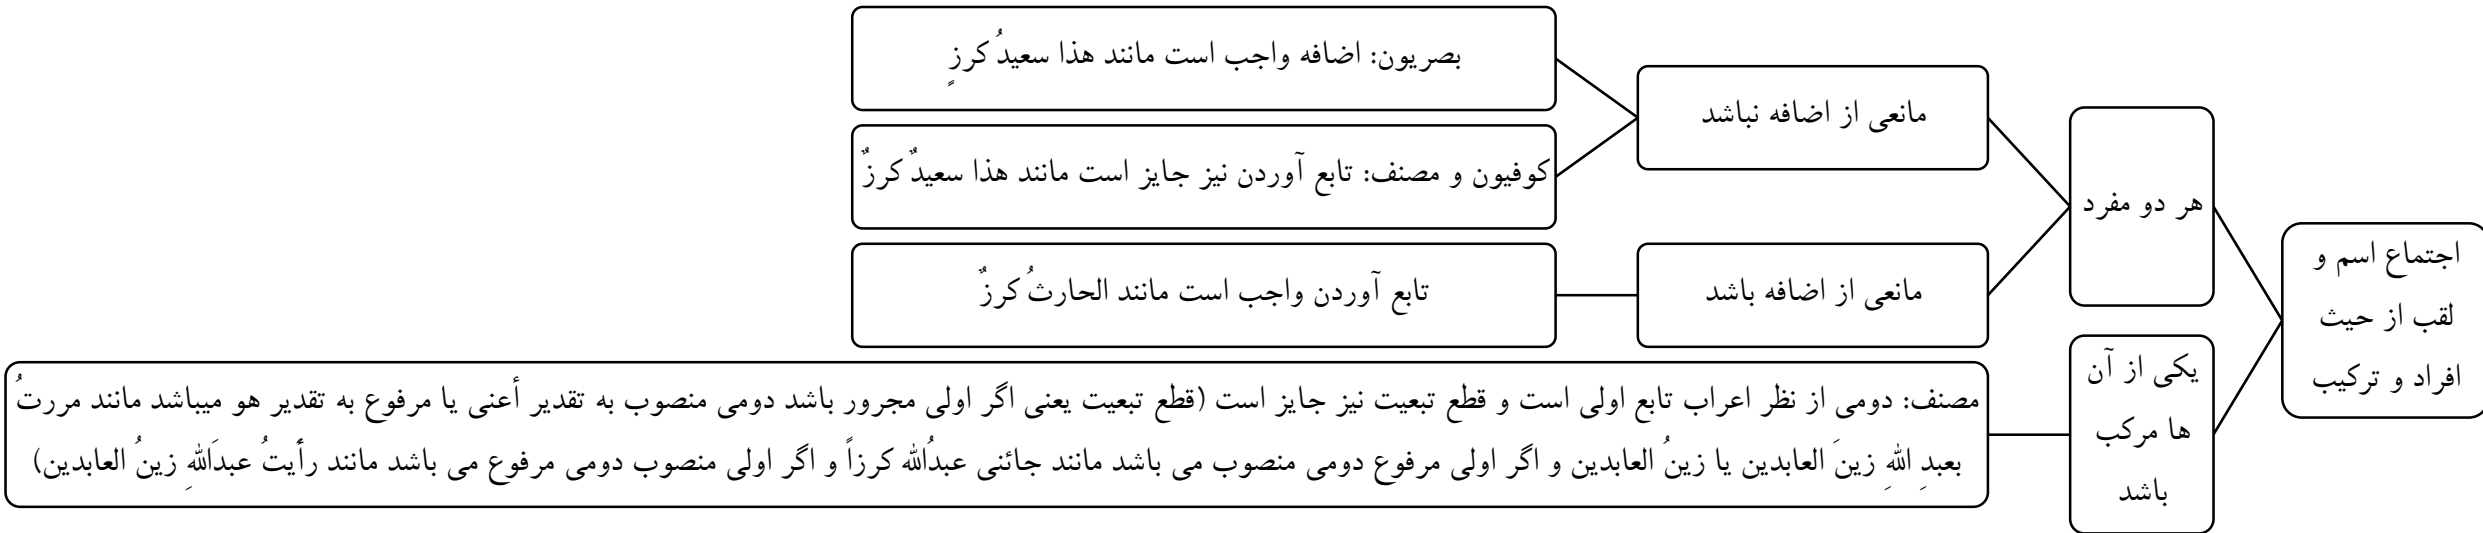 اجتماع اسم و
لقب از حیث
افراد و ترکیب
هر دو مفرد
مانعی از اضافه نباشد
بصریون: اضافه واجب است مانند هذا سعیدُ کرزٍ
کوفیون و مصنف: تابع آوردن نیز جایز است مانند هذا سعیدٌ کرزٌ
مانعی از اضافه باشد
تابع آوردن واجب است مانند الحارثُ کرزٌ
یکی از آن
ها مرکب
باشد
مصنف: دومی از نظر اعراب تابع اولی است و قطع تبعیت نیز جایز است (قطع تبعیت یعنی اگر اولی مجرور باشد دومی منصوب به تقدیر أعنی یا مرفوع به تقدیر هو میباشد مانند مررتُ
بعبدِ اللهِ زینَ العابدین یا زینُ العابدین و اگر اولی مرفوع دومی منصوب می باشد مانند جائنی عبدُالله کرزاً و اگر اولی منصوب دومی مرفوع می باشد مانند رأیتُ عبدَاللهِ زینُ العابدین)